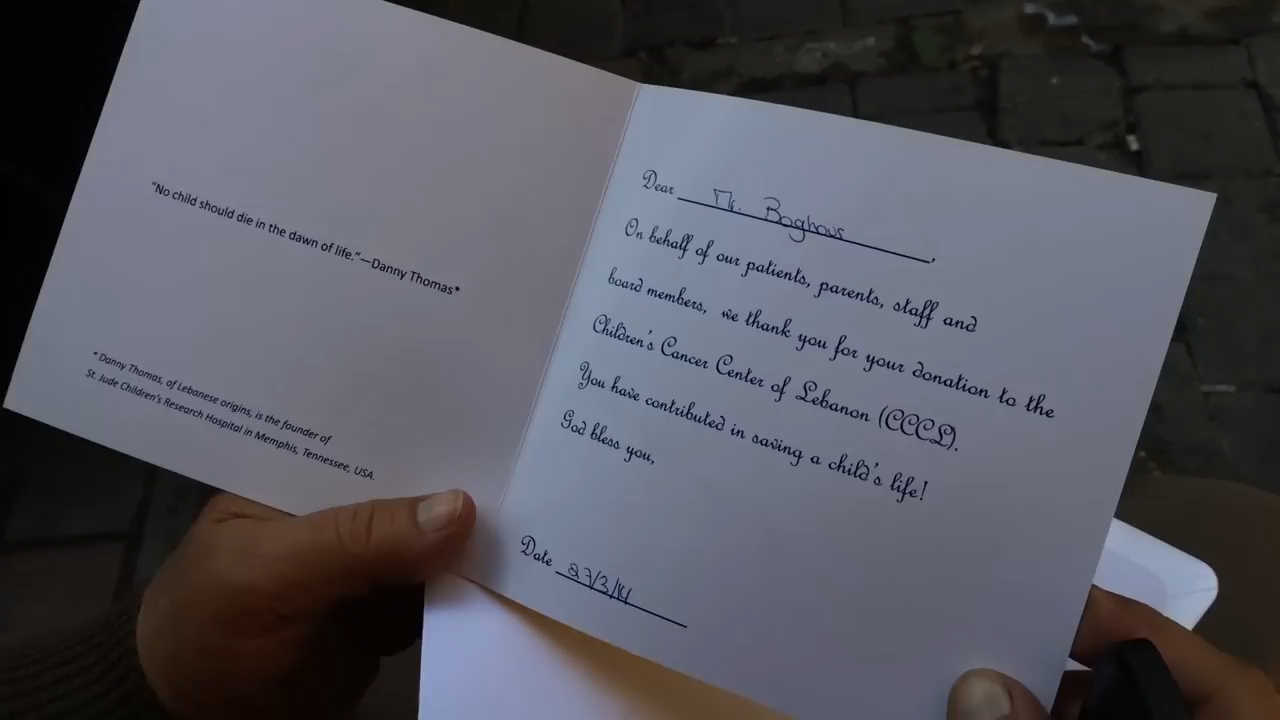 "No child should die in the dawn of life."—Danny Thomas*
* Danny Thomas, of Lebanese origins, is the founder of
St. Jude Children's Research Hospital in Memphis, Tennessee, USA.
Dear Mr. Boghous,
On behalf of our patients, parents, staff and
board members, we thank you for your donation to the
Children's Cancer Center of Lebanon (CCCL).
You have contributed in saving a child's life!
God bless you,
Date 27/3/14